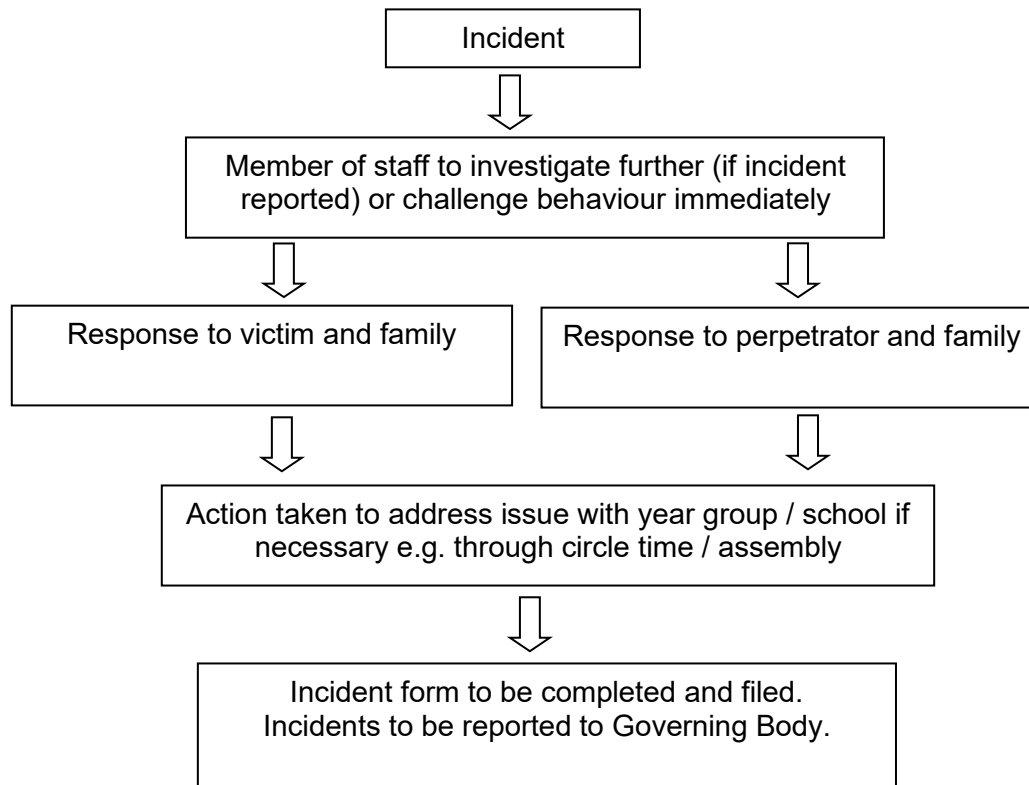 Incident
Member of staff to investigate further (if incident
reported) or challenge behaviour immediately
Response to victim and family
Response to perpetrator and family
Action taken to address issue with year group / school if
necessary e.g. through circle time / assembly
Incident form to be completed and filed.
Incidents to be reported to Governing Body.